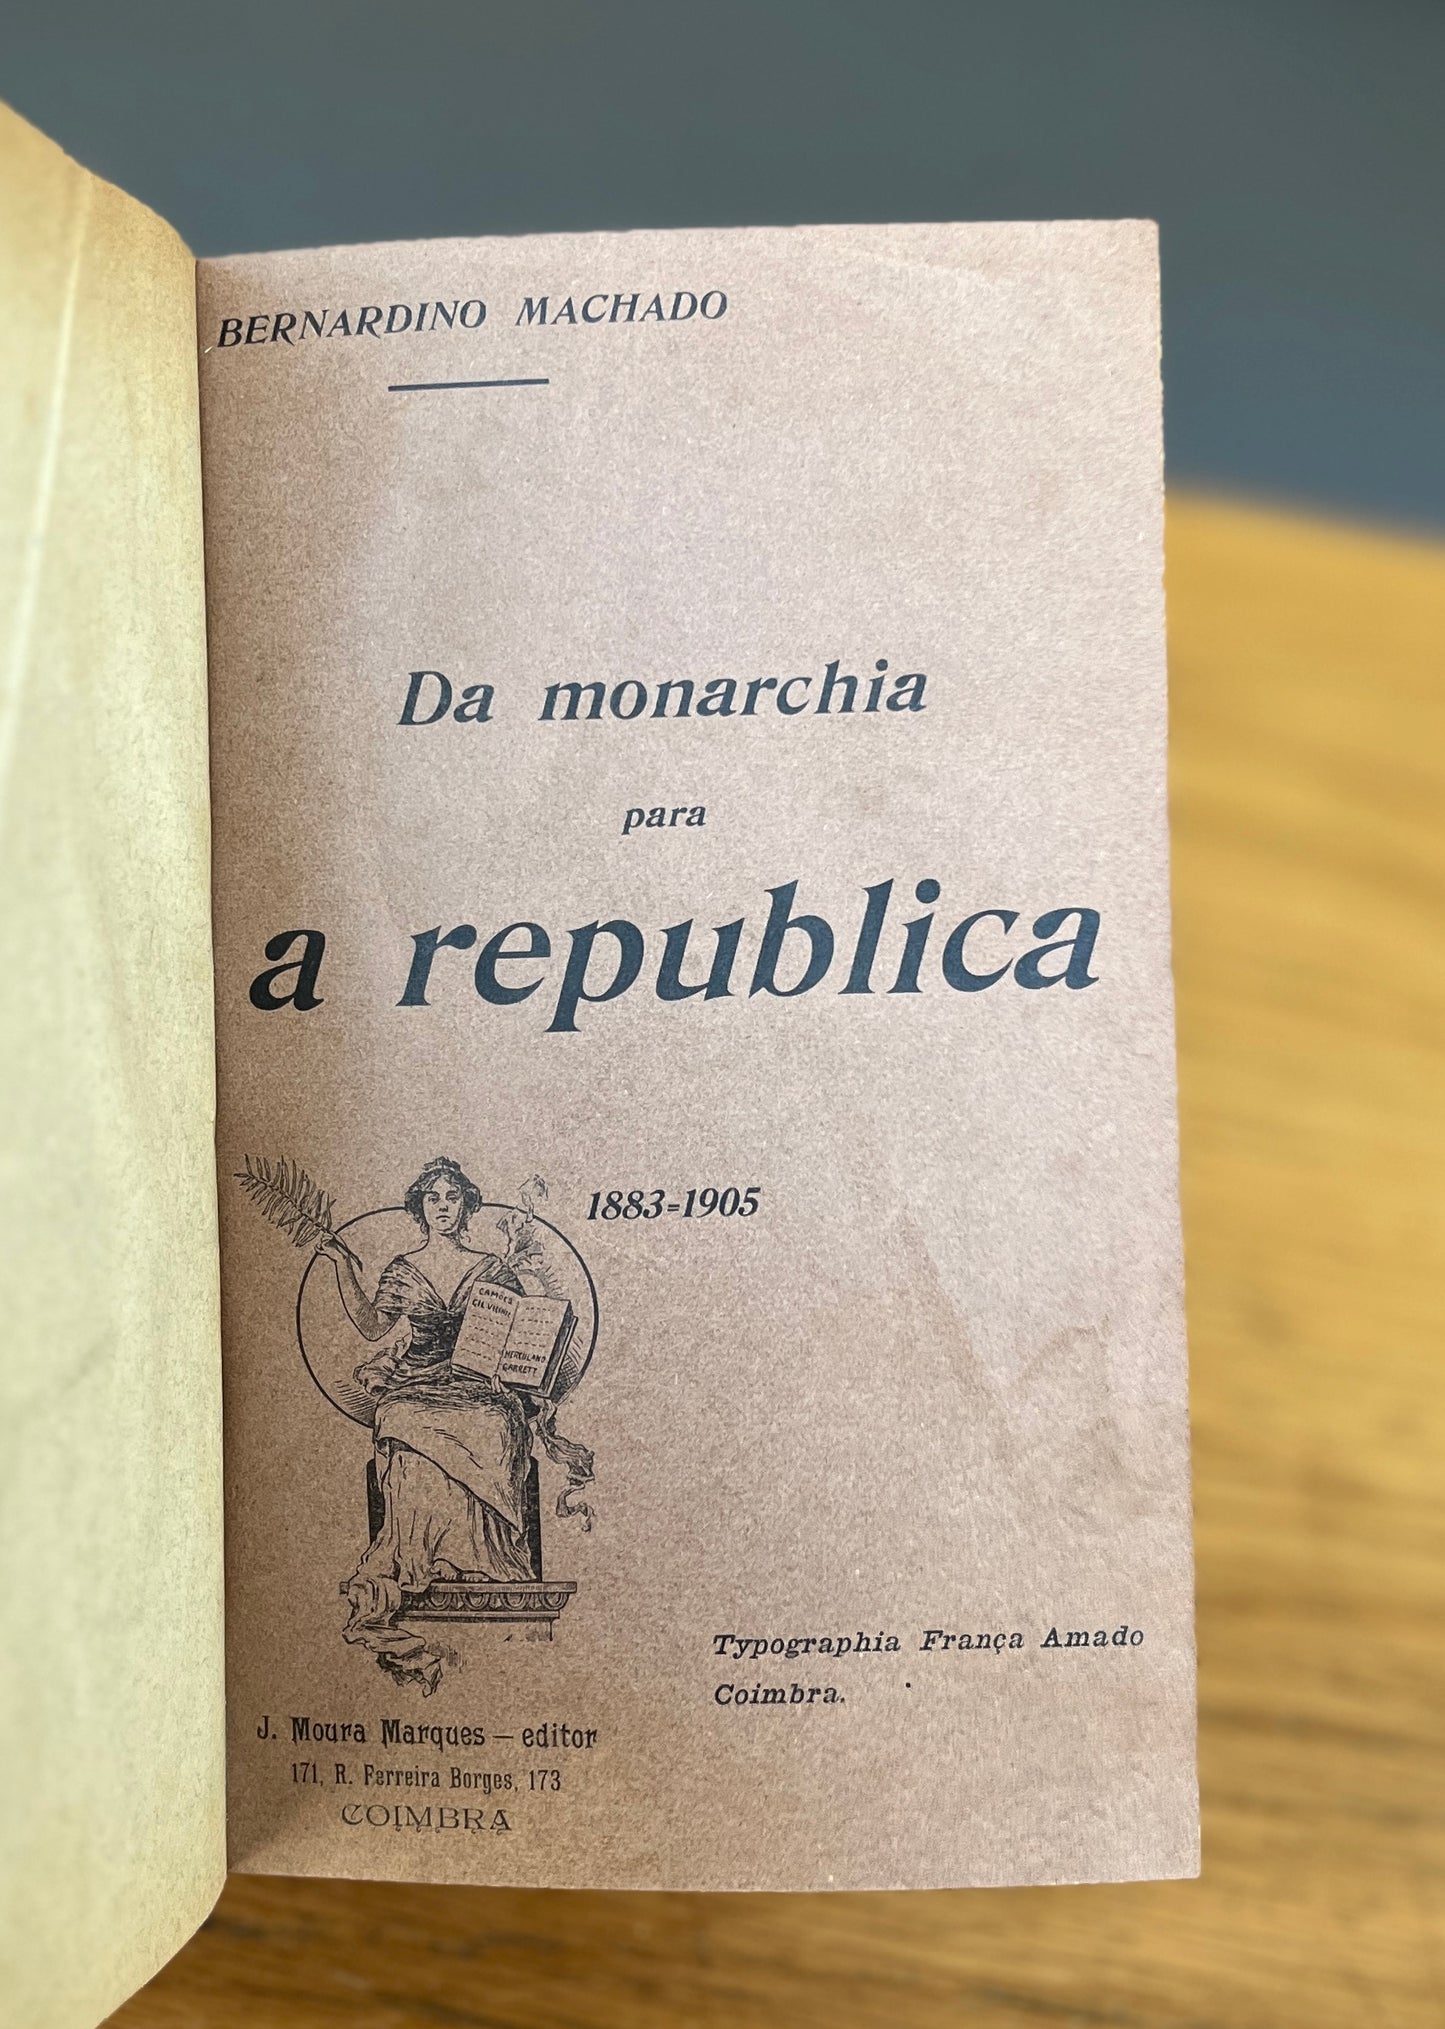 BERNARDINO MACHADO
Da monarchia
para
a republica
1883=1905
CAMÕES
GIL VICENTE
HERCULANO
GARRETT
Typographia França Amado
Coimbra.
J. Moura Marques — editor
171, R. Ferreira Borges, 173
COIMBRA